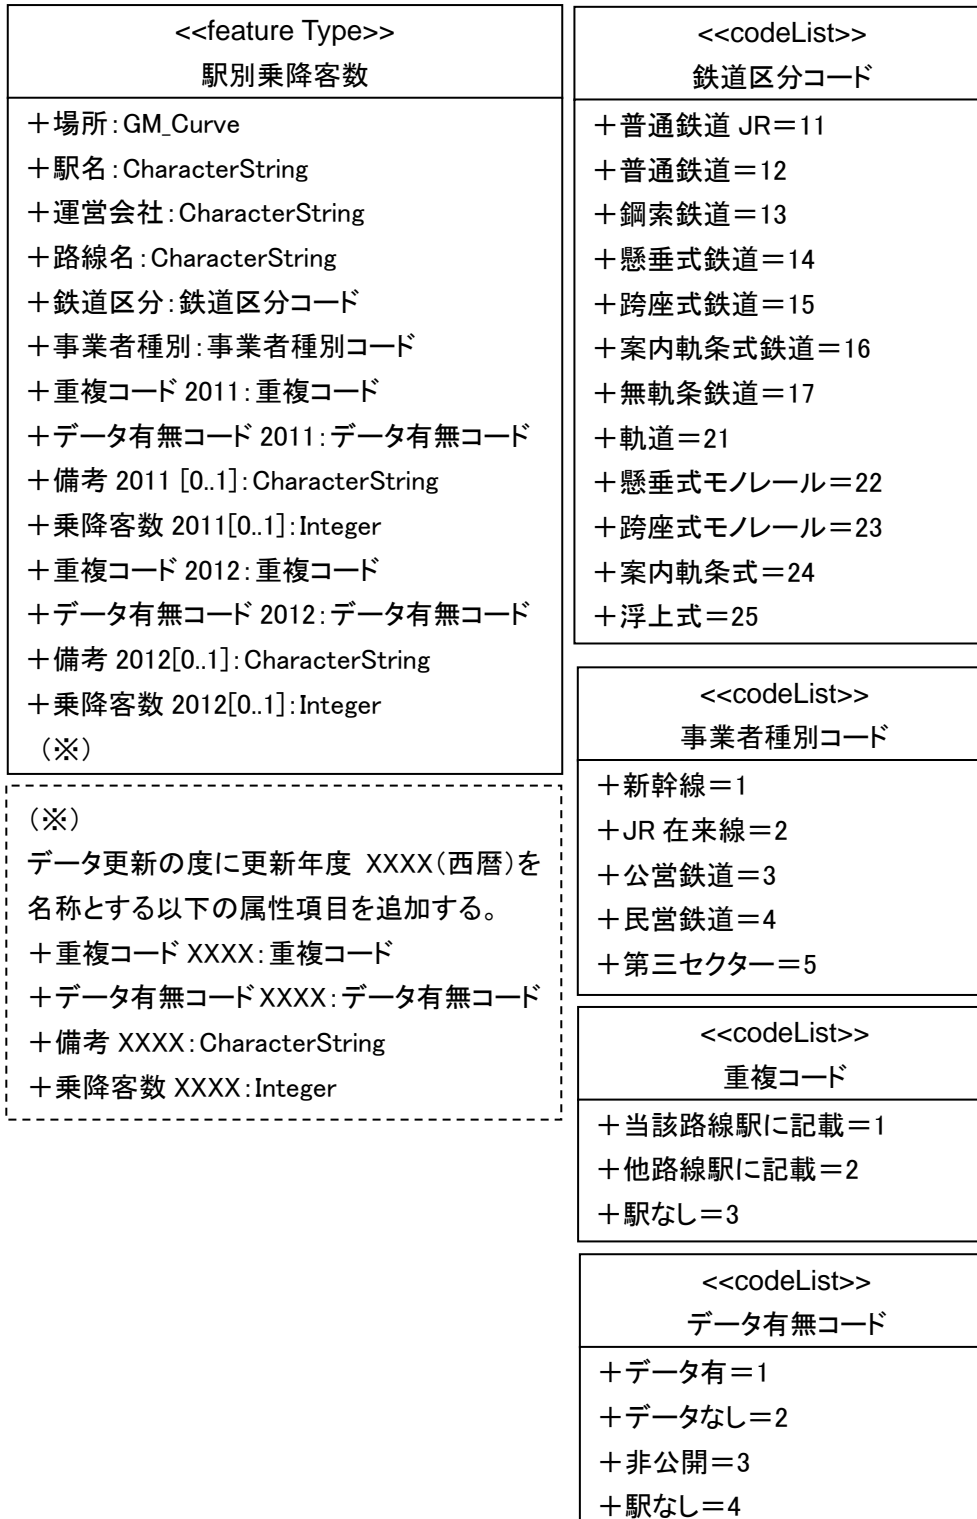 <<feature Type>>
駅別乗降客数
＋場所：GM_Curve
＋駅名：CharacterString
＋運営会社：CharacterString
＋路線名：CharacterString
＋鉄道区分：鉄道区分コード
＋事業者種別：事業者種別コード
＋重複コード 2011：重複コード
＋データ有無コード 2011：データ有無コード
＋備考 2011 [0..1]：CharacterString
＋乗降客数 2011[0..1]：Integer
＋重複コード 2012：重複コード
＋データ有無コード 2012：データ有無コード
＋備考 2012[0..1]：CharacterString
＋乗降客数 2012[0..1]：Integer
（※）
（※）
データ更新の度に更新年度 XXXX（西暦）を
名称とする以下の属性項目を追加する。
＋重複コード XXXX：重複コード
＋データ有無コード XXXX：データ有無コード
＋備考 XXXX：CharacterString
＋乗降客数 XXXX：Integer
<<codeList>>
鉄道区分コード
＋普通鉄道 JR＝11
＋普通鉄道＝12
＋鋼索鉄道＝13
＋懸垂式鉄道＝14
＋跨座式鉄道＝15
＋案内軌条式鉄道＝16
＋無軌条鉄道＝17
＋軌道＝21
＋懸垂式モノレール＝22
＋跨座式モノレール＝23
＋案内軌条式＝24
＋浮上式＝25
<<codeList>>
事業者種別コード
＋新幹線＝1
＋JR 在来線＝2
＋公営鉄道＝3
＋民営鉄道＝4
＋第三セクター＝5
<<codeList>>
重複コード
＋当該路線駅に記載＝1
＋他路線駅に記載＝2
＋駅なし＝3
<<codeList>>
データ有無コード
＋データ有＝1
＋データなし＝2
＋非公開＝3
＋駅なし＝4